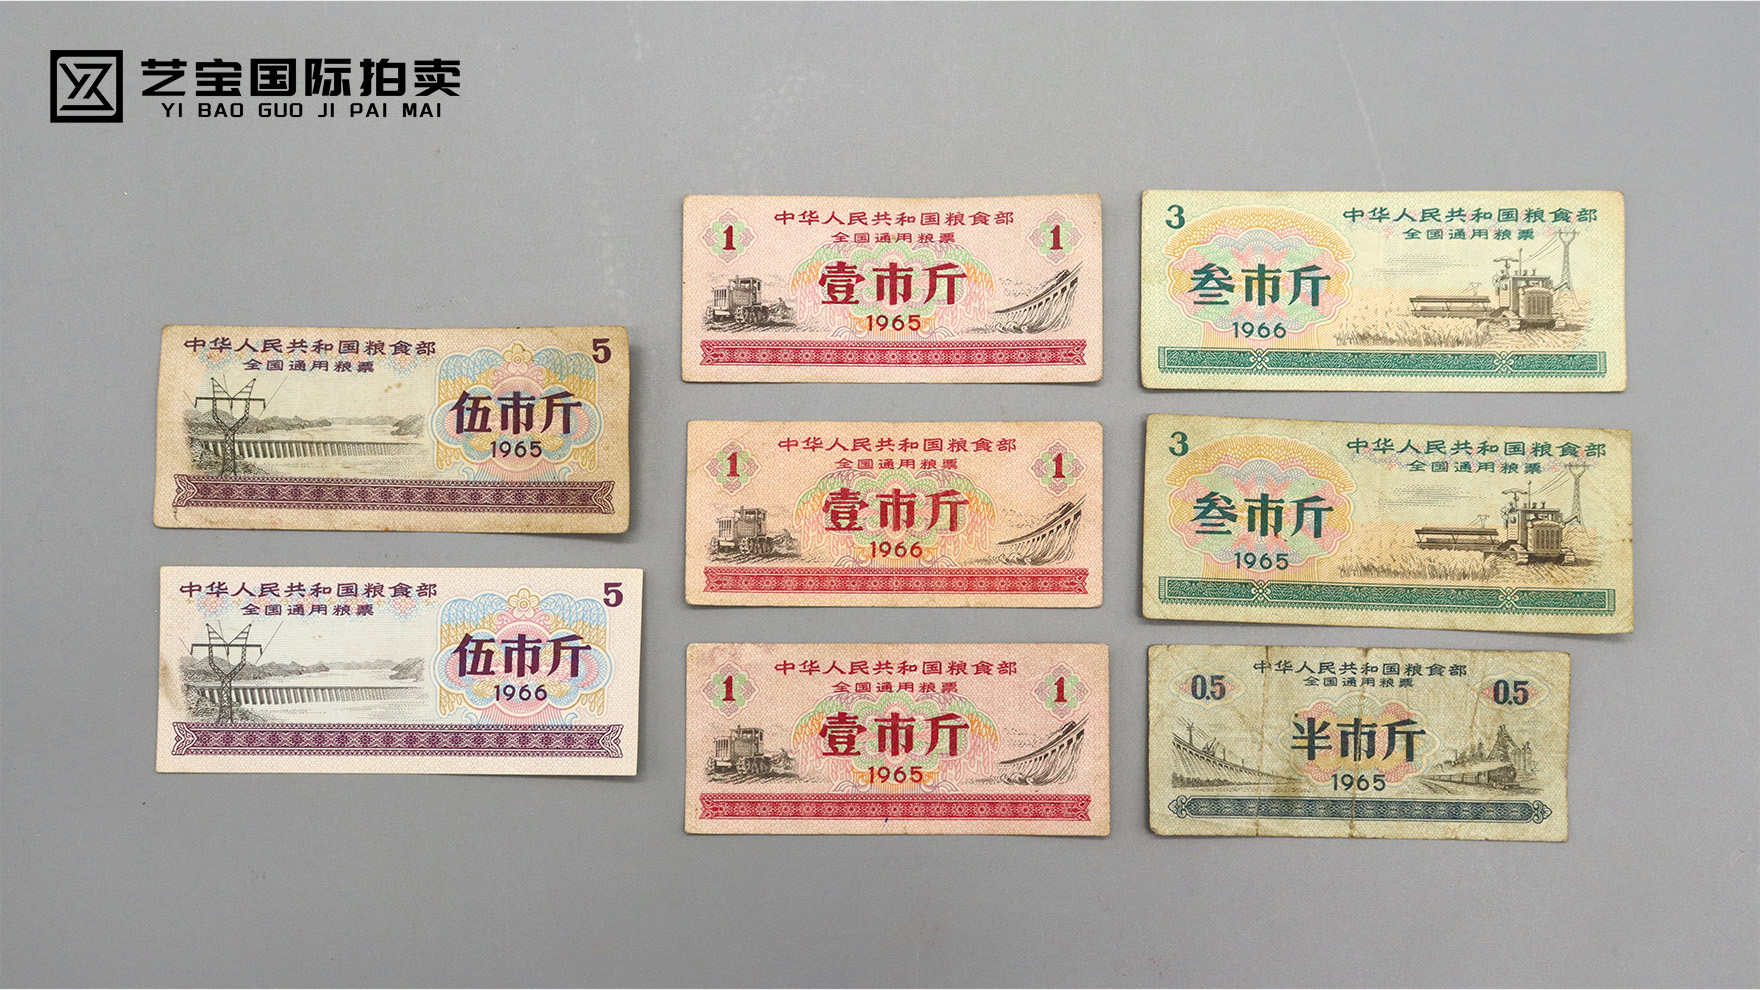 艺宝国际拍卖
YI BAO GUO JI PAI MAI
中华人民共和国粮食部
5
全国通用粮票
伍市斤
1965
中华人民共和国粮食部
5
全国通用粮票
伍市斤
1966
中华人民共和国粮食部
1 1
全国通用粮票
壹市斤
1965
中华人民共和国粮食部
1 1
全国通用粮票
壹市斤
1966
中华人民共和国粮食部
1 1
全国通用粮票
壹市斤
1965
3
中华人民共和国粮食部
全国通用粮票
叁市斤
1966
3
中华人民共和国粮食部
全国通用粮票
叁市斤
1965
中华人民共和国粮食部
0.5 0.5
全国通用粮票
半市斤
1965